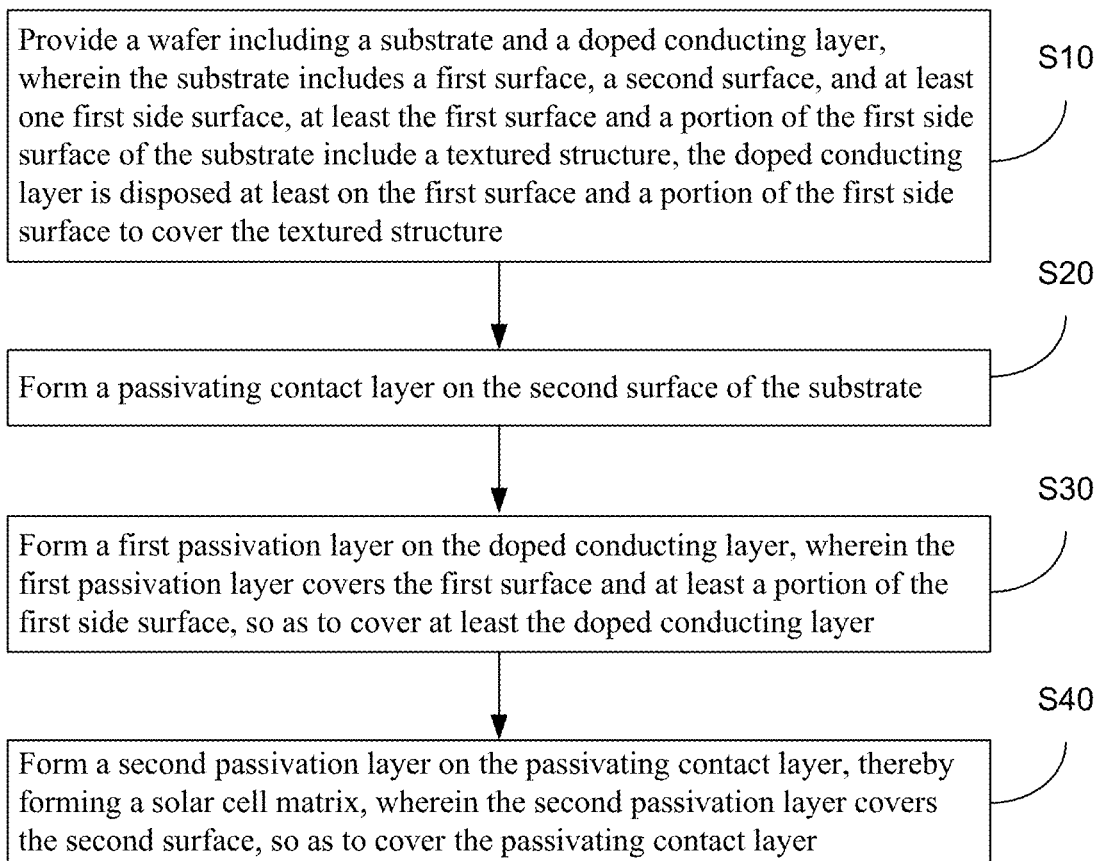 Provide a wafer including a substrate and a doped conducting layer,
wherein the substrate includes a first surface, a second surface, and at least
one first side surface, at least the first surface and a portion of the first side
surface of the substrate include a textured structure, the doped conducting
layer is disposed at least on the first surface and a portion of the first side
surface to cover the textured structure
S10
Form a passivating contact layer on the second surface of the substrate
S20
Form a first passivation layer on the doped conducting layer, wherein the
first passivation layer covers the first surface and at least a portion of the
first side surface, so as to cover at least the doped conducting layer
S30
Form a second passivation layer on the passivating contact layer, thereby
forming a solar cell matrix, wherein the second passivation layer covers
the second surface, so as to cover the passivating contact layer
S40